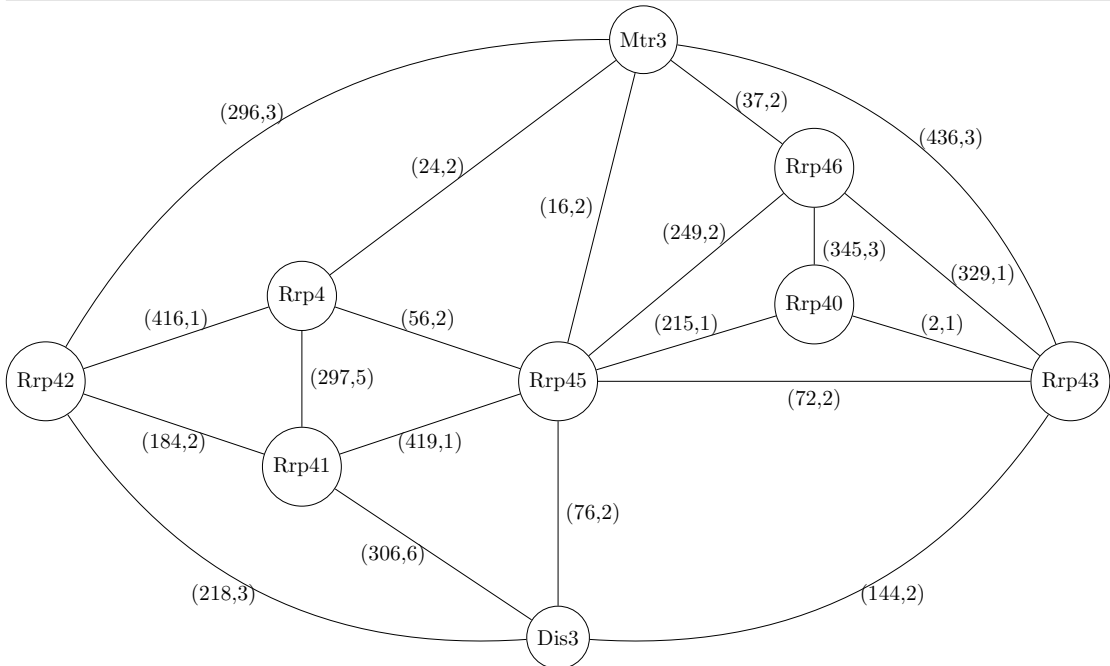 Mtr3
(37,2)
(296,3)
(436,3)
(24,2)
Rrp46
(16,2)
(249,2)
(345,3)
(329,1)
Rrp4
Rrp40
(416,1)
(56,2)
(215,1)
(2,1)
Rrp42
(297,5)
Rrp45
Rrp43
(72,2)
(184,2)
(419,1)
Rrp41
(76,2)
(306,6)
(218,3)
(144,2)
Dis3